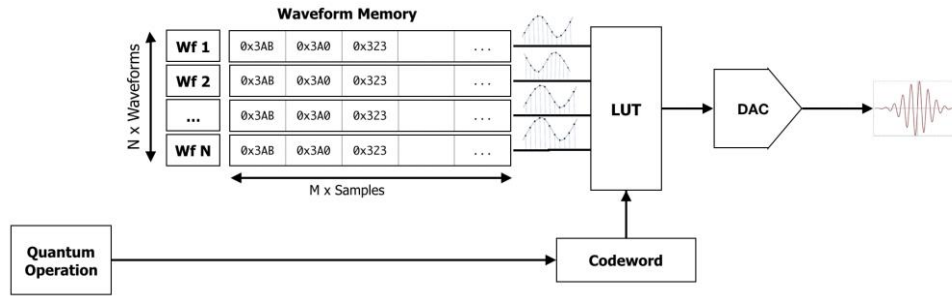 Waveform Memory
N x Waveforms
Wf 1 0x3AB 0x3A0 0x323 ...
Wf 2 0x3AB 0x3A0 0x323 ...
... 0x3AB 0x3A0 0x323 ...
Wf N 0x3AB 0x3A0 0x323 ...
M x Samples
LUT
DAC
Quantum
Operation
Codeword